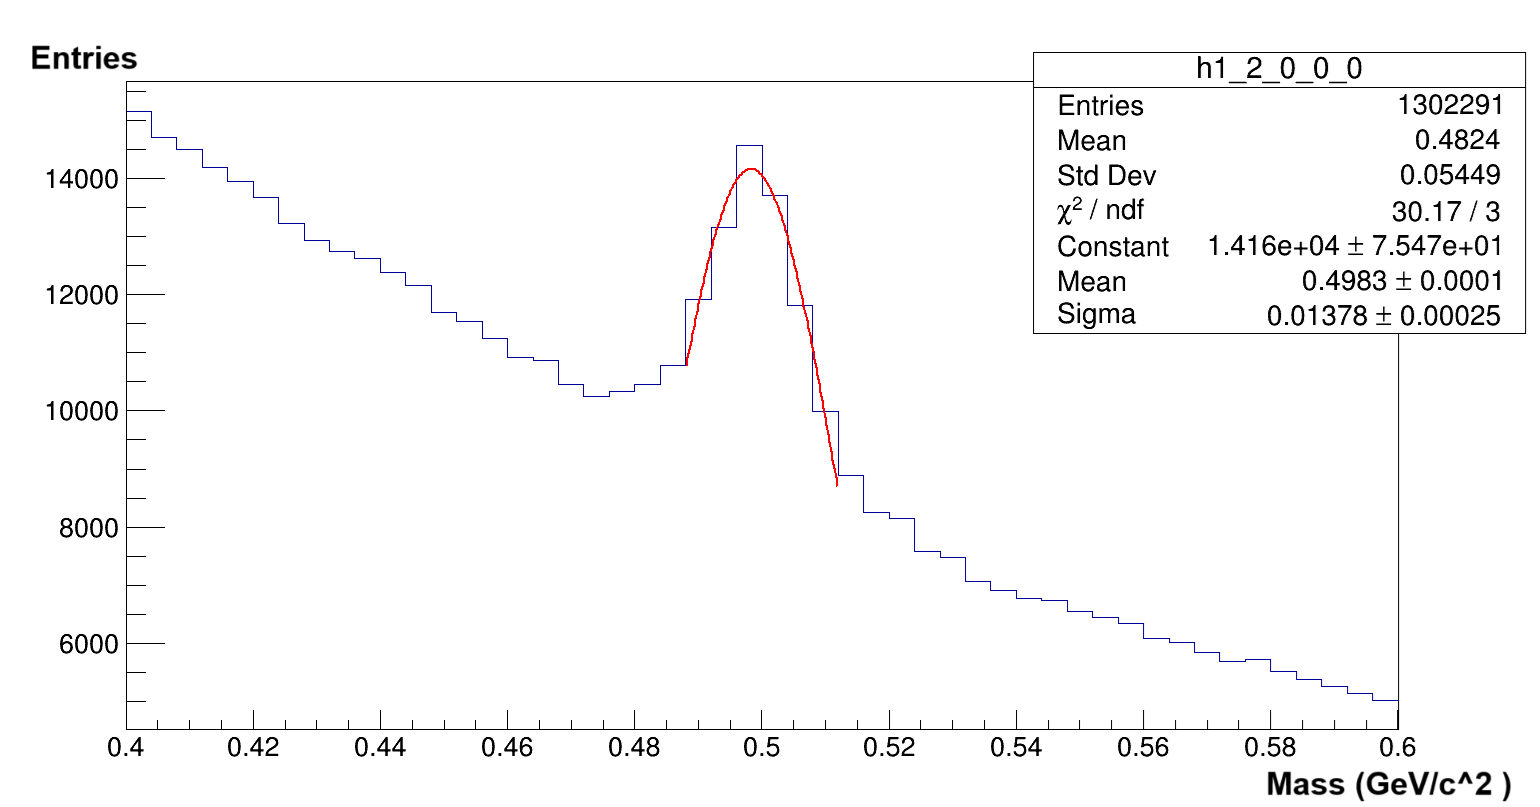 Entries
h1_2_0_0_0
Entries 1302291
Mean 0.4824
Std Dev 0.05449
χ² / ndf 30.17 / 3
Constant 1.416e+04 ± 7.547e+01
Mean 0.4983 ± 0.0001
Sigma 0.01378 ± 0.00025
14000
12000
10000
8000
6000
0.4 0.42 0.44 0.46 0.48 0.5 0.52 0.54 0.56 0.58 0.6
Mass (GeV/c^2 )